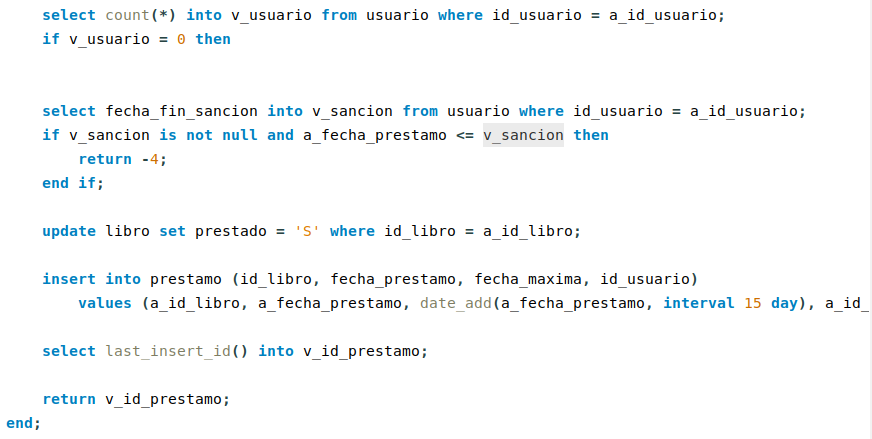 select count(*) into v_usuario from usuario where id_usuario = a_id_usuario;
if v_usuario = 0 then
select fecha_fin_sancion into v_sancion from usuario where id_usuario = a_id_usuario;
if v_sancion is not null and a_fecha_prestamo <= v_sancion then
return -4;
end if;
update libro set prestado = 'S' where id_libro = a_id_libro;
insert into prestamo (id_libro, fecha_prestamo, fecha_maxima, id_usuario)
values (a_id_libro, a_fecha_prestamo, date_add(a_fecha_prestamo, interval 15 day), a_id_
select last_insert_id() into v_id_prestamo;
return v_id_prestamo;
end;